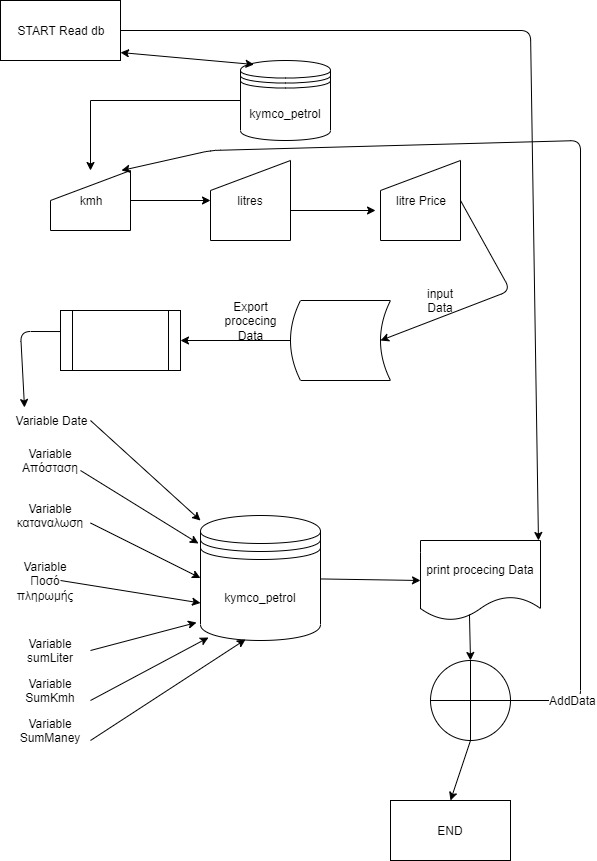 START Read db
kymco_petrol
kmh
litres
litre Price
input
Data
Export
procecing
Data
Variable Date
Variable
Απόσταση
Variable
καταναλωση
Variable
Ποσό
πληρωμής
Variable
sumLiter
Variable
SumKmh
Variable
SumManey
kymco_petrol
print procecing Data
AddData
END